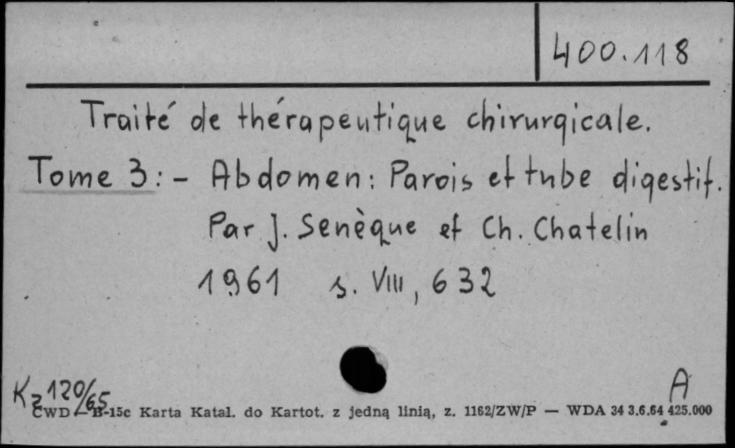 400.118
Traité de thérapeutique chirurgicale.
Tome 3: - Abdomen: Parois et tube digestif.
Par J. Senèque et Ch. Chatelin
1961 s. VIII, 632
Kz 120/65
A
CWD B-15c Karta Katal. do Kartot. z jedną linią, z. 1162/ZW/P — WDA 34 3.6.64 425.000